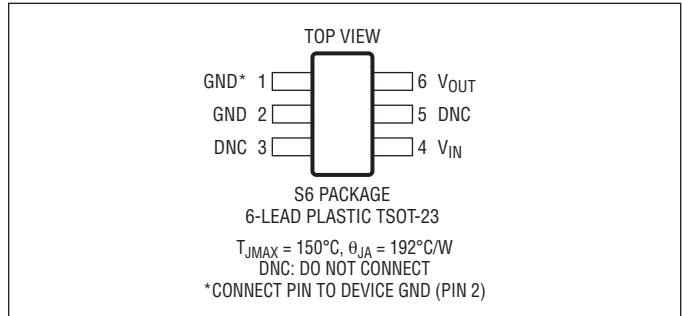 TOP VIEW
GND* 1
6 VOUT
GND 2
5 DNC
DNC 3
4 VIN
S6 PACKAGE
6-LEAD PLASTIC TSOT-23
TJMAX = 150°C, θJA = 192°C/W
DNC: DO NOT CONNECT
*CONNECT PIN TO DEVICE GND (PIN 2)